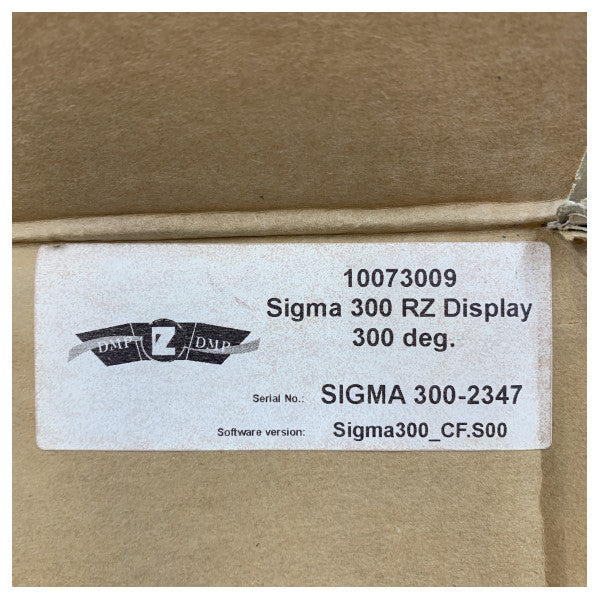 10073009
Sigma 300 RZ Display
300 deg.
DMP Z DMP
Serial No.: SIGMA 300-2347
Software version: Sigma300_CF.S00